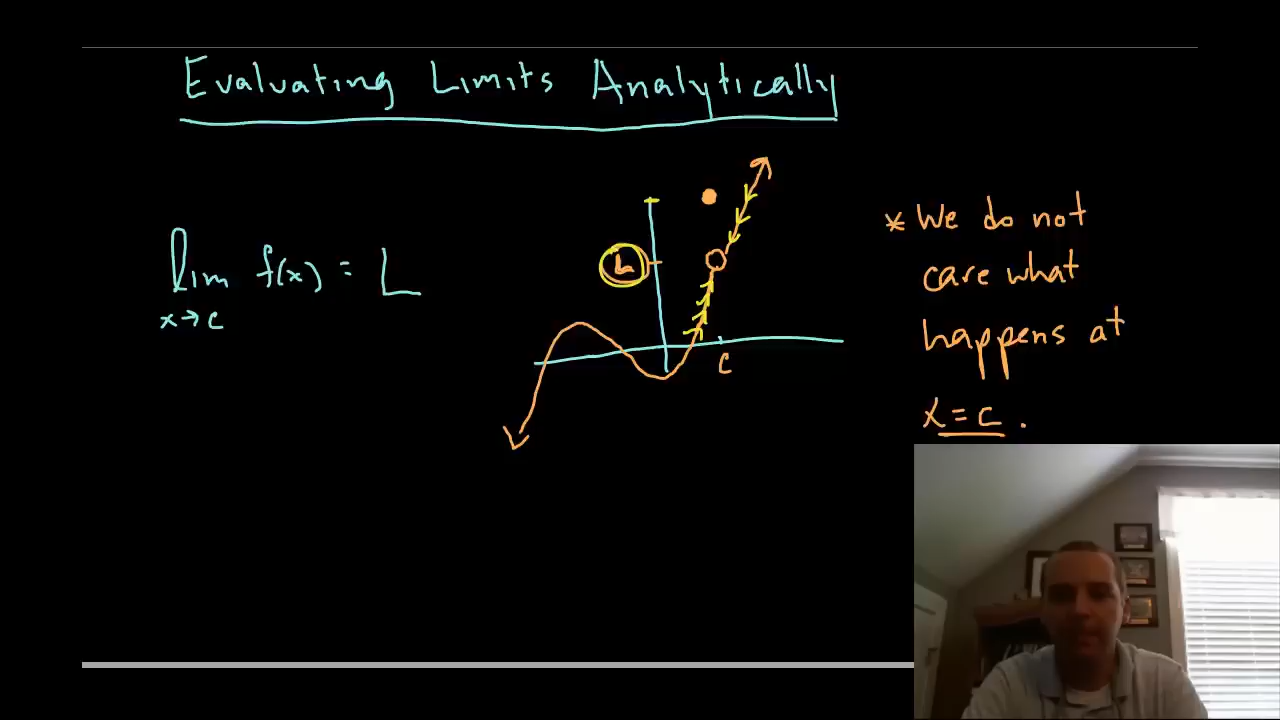 Evaluating Limits Analytically
lim f(x) = L
x→c
L
c
* We do not
care what
happens at
x = c.